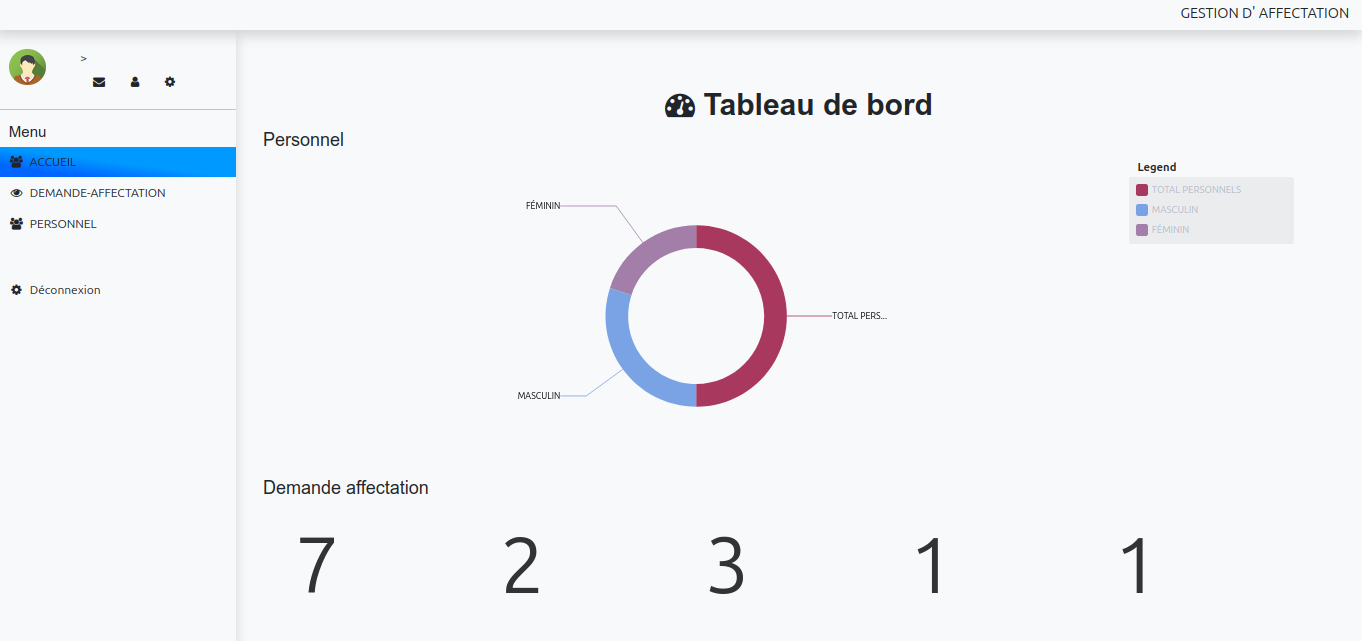 GESTION D' AFFECTATION
>
Menu
ACCUEIL
DEMANDE-AFFECTATION
PERSONNEL
Déconnexion
Tableau de bord
Personnel
Legend
TOTAL PERSONNELS
MASCULIN
FÉMININ
FÉMININ
TOTAL PERS...
MASCULIN
Demande affectation
7 2 3 1 1